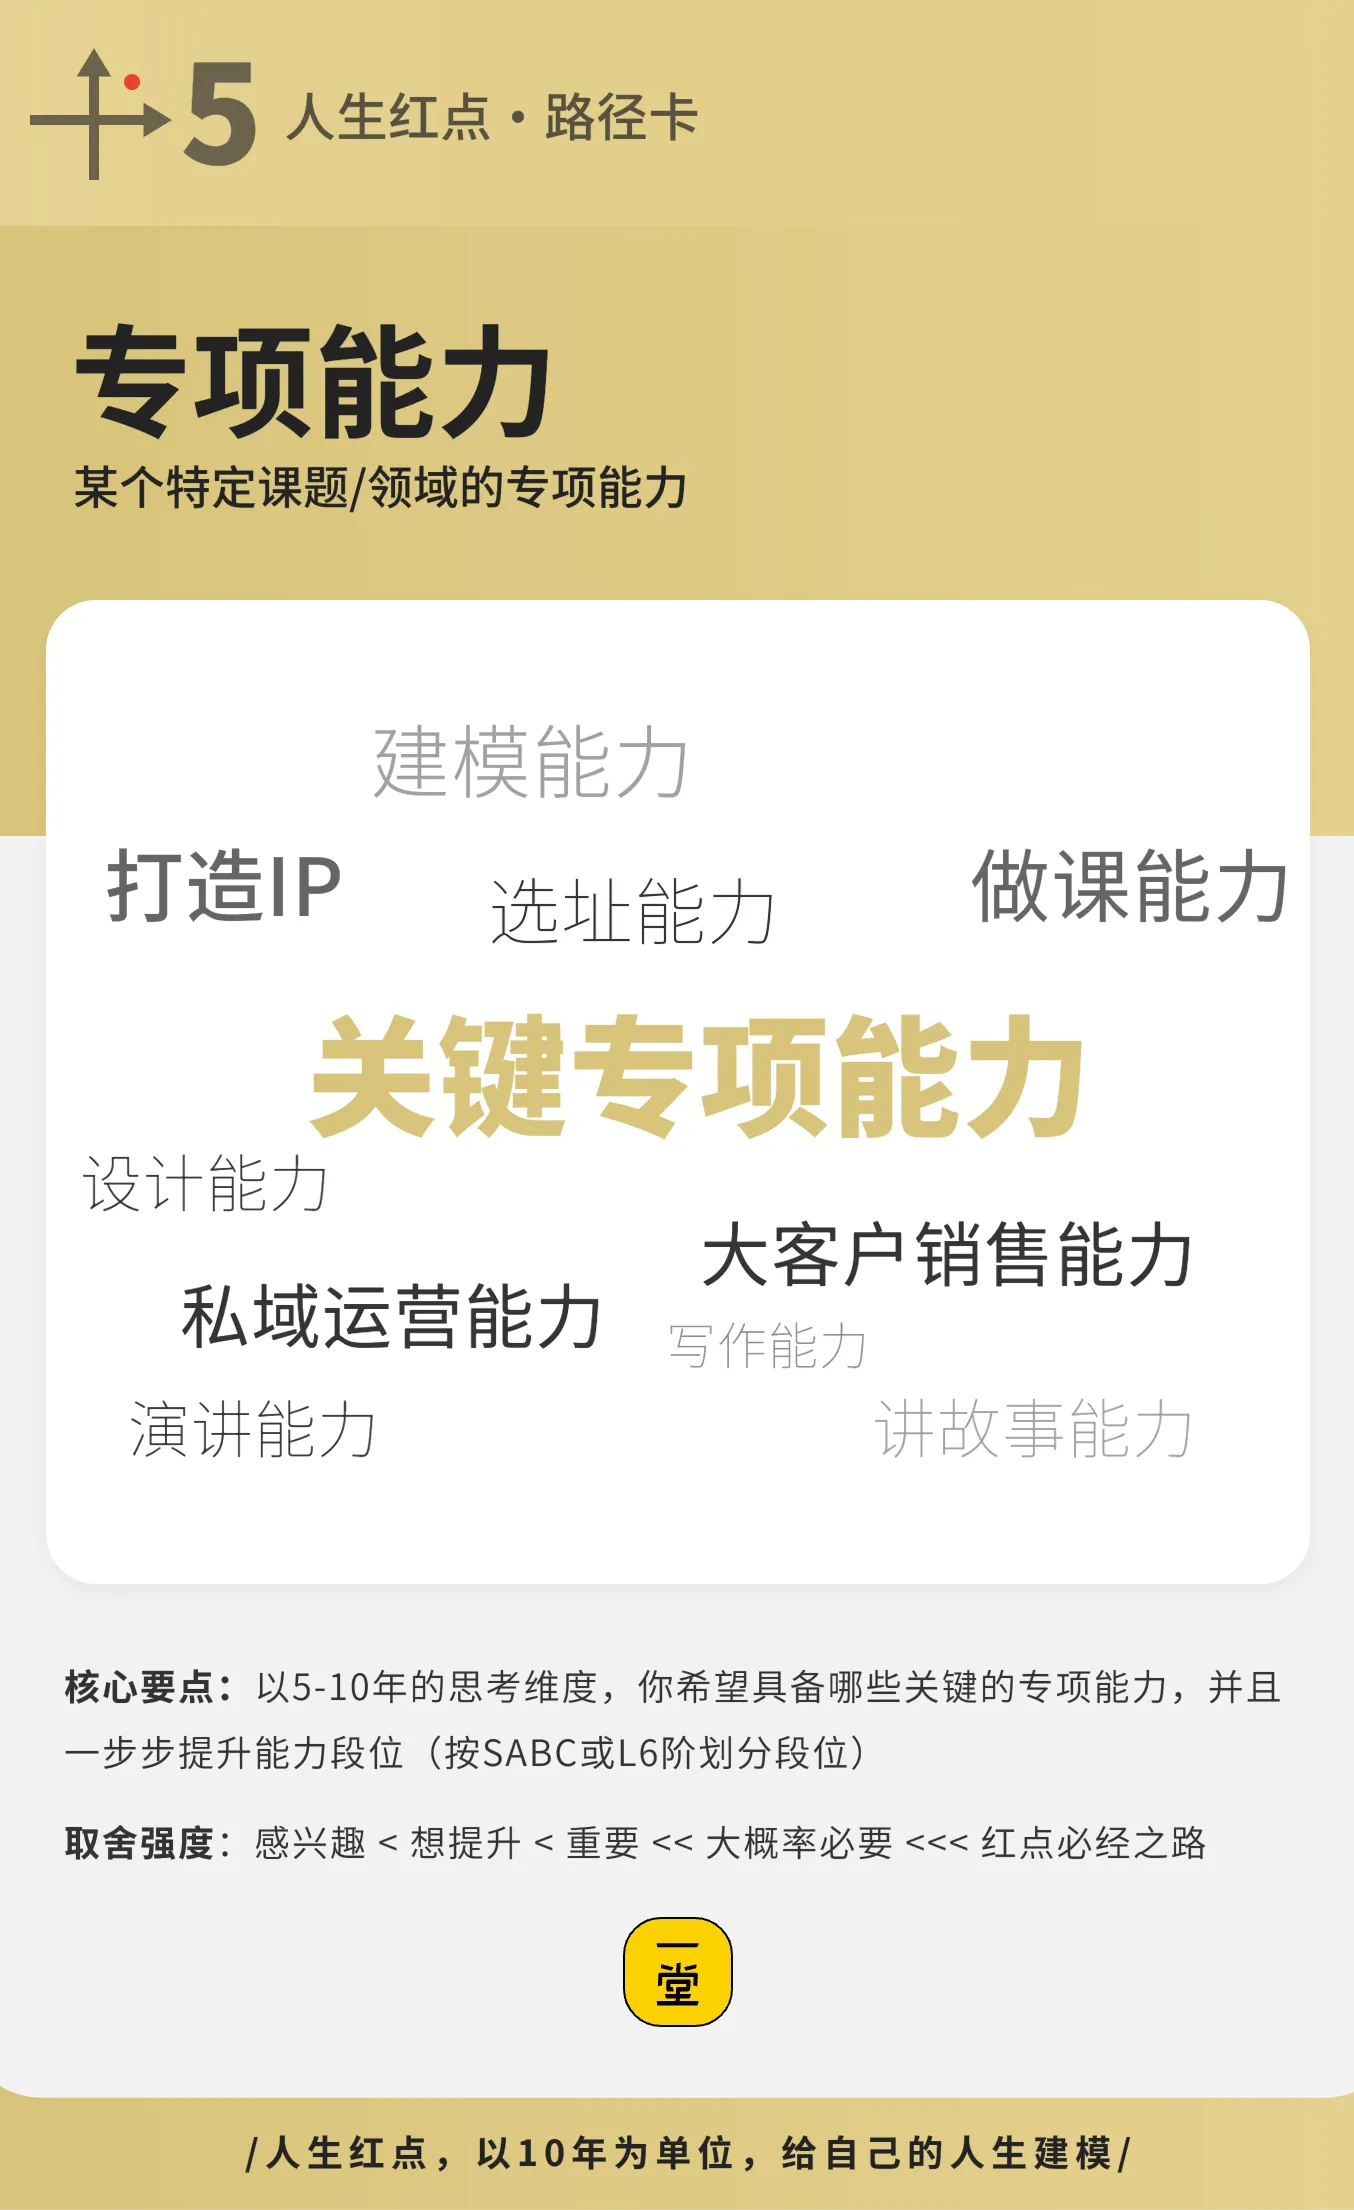 5 人生红点·路径卡
专项能力
某个特定课题/领域的专项能力
建模能力
打造IP
选址能力
做课能力
关键专项能力
设计能力
大客户销售能力
私域运营能力
写作能力
演讲能力
讲故事能力
核心要点：以5-10年的思考维度，你希望具备哪些关键的专项能力，并且
一步步提升能力段位（按SABC或L6阶划分段位）
取舍强度：感兴趣 < 想提升 < 重要 << 大概率必要 <<< 红点必经之路
一
堂
/人生红点，以10年为单位，给自己的人生建模/